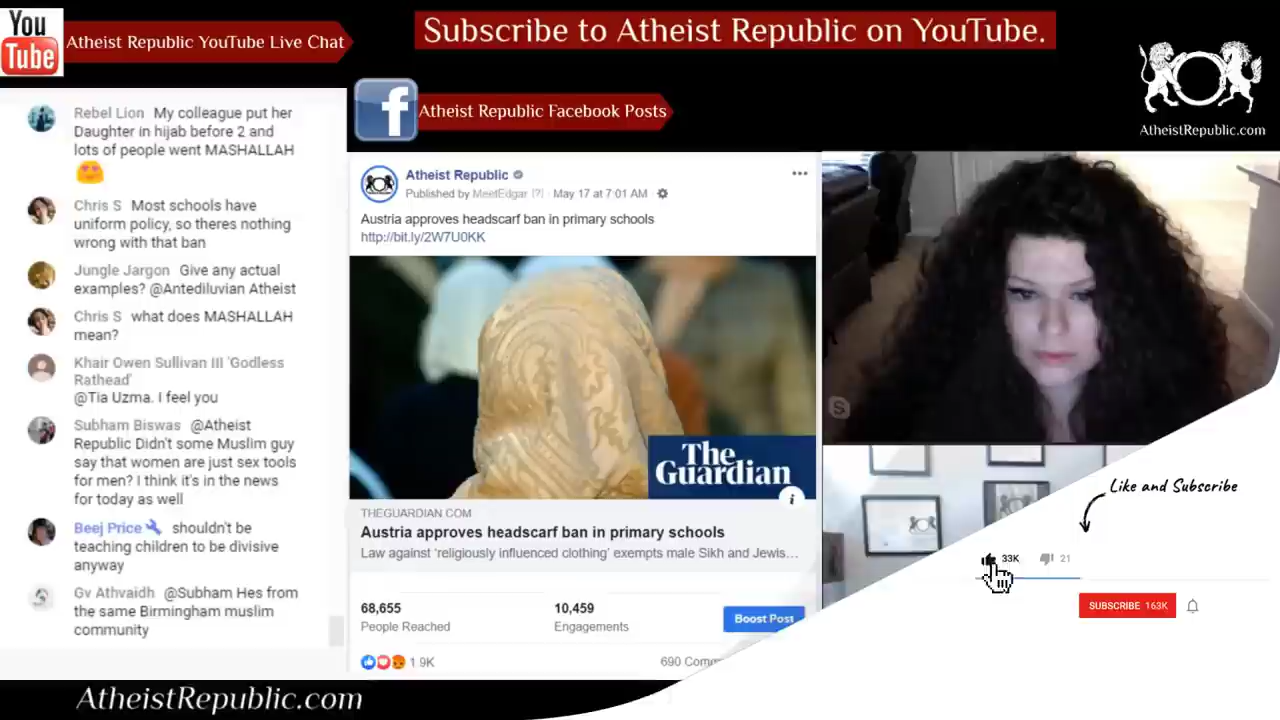 You
Tube
Atheist Republic YouTube Live Chat
Subscribe to Atheist Republic on YouTube.
AtheistRepublic.com
f
Atheist Republic Facebook Posts
Rebel Lion My colleague put her
Daughter in hijab before 2 and
lots of people went MASHALLAH
Chris S Most schools have
uniform policy, so theres nothing
wrong with that ban
Jungle Jargon Give any actual
examples? @Antediluvian Atheist
Chris S what does MASHALLAH
mean?
Khair Owen Sullivan III 'Godless
Rathead'
@Tia Uzma. I feel you
Subham Biswas @Atheist
Republic Didn't some Muslim guy
say that women are just sex tools
for men? I think it's in the news
for today as well
Beej Price shouldn't be
teaching children to be divisive
anyway
Gv Athvaidh @Subham Hes from
the same Birmingham muslim
community
Atheist Republic
Published by MeetEdgar [?] · May 17 at 7:01 AM ·
Austria approves headscarf ban in primary schools
http://bit.ly/2W7U0KK
The
Guardian
i
THEGUARDIAN.COM
Austria approves headscarf ban in primary schools
Law against 'religiously influenced clothing' exempts male Sikh and Jewis...
68,655
People Reached
10,459
Engagements
Boost Post
1.9K
690 Comm
S
Like and Subscribe
33K
21
SUBSCRIBE 163K
AtheistRepublic.com